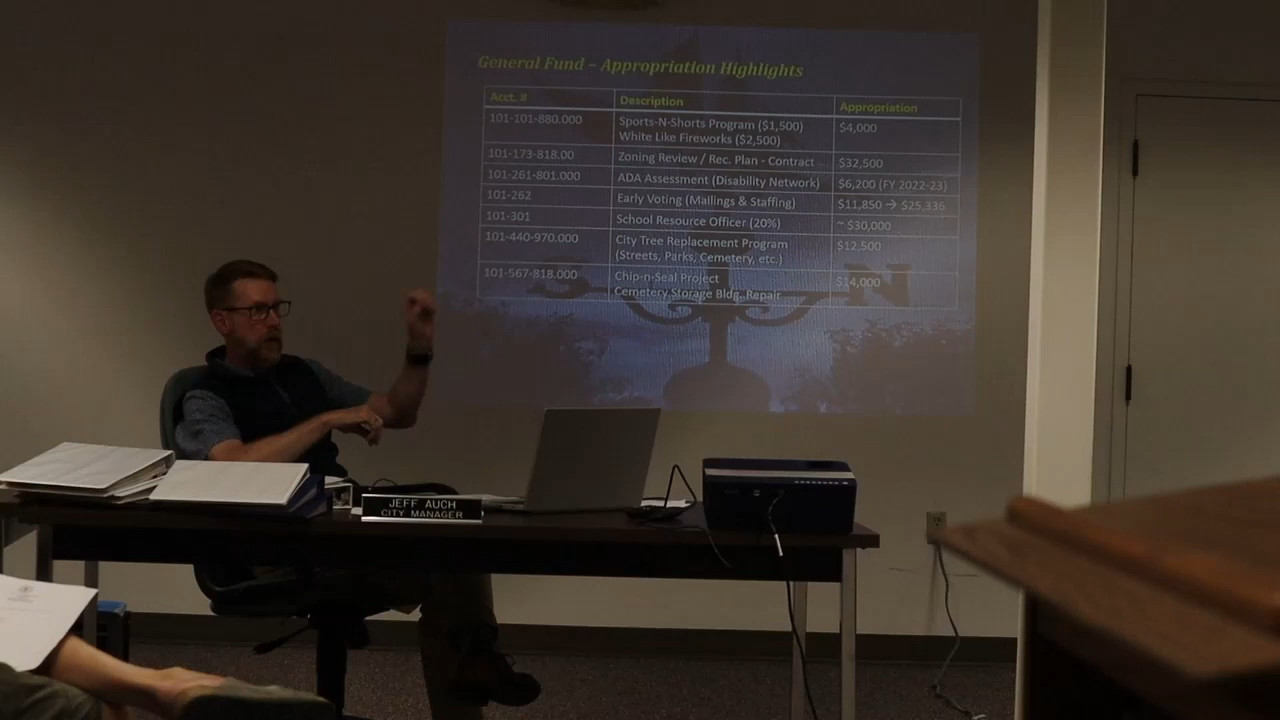 General Fund – Appropriation Highlights
Acct. # Description Appropriation
101-101-880.000 Sports-N-Shorts Program ($1,500) $4,000
White Like Fireworks ($2,500)
101-173-818.00 Zoning Review / Rec. Plan - Contract $32,500
101-261-801.000 ADA Assessment (Disability Network) $6,200 (FY 2022-23)
101-262 Early Voting (Mailings & Staffing) $11,850 → $25,336
101-301 School Resource Officer (20%) ~ $30,000
101-440-970.000 City Tree Replacement Program $12,500
(Streets, Parks, Cemetery, etc.)
101-567-818.000 Chip-n-Seal Project $14,000
Cemetery Storage Bldg. Repair
N
JEFF AUCH
CITY MANAGER